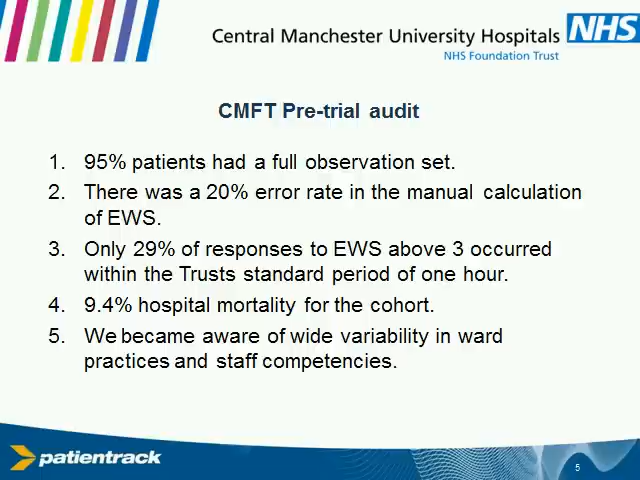 Central Manchester University Hospitals NHS
NHS Foundation Trust
CMFT Pre-trial audit
1. 95% patients had a full observation set.
2. There was a 20% error rate in the manual calculation
of EWS.
3. Only 29% of responses to EWS above 3 occurred
within the Trusts standard period of one hour.
4. 9.4% hospital mortality for the cohort.
5. We became aware of wide variability in ward
practices and staff competencies.
patientrack
5